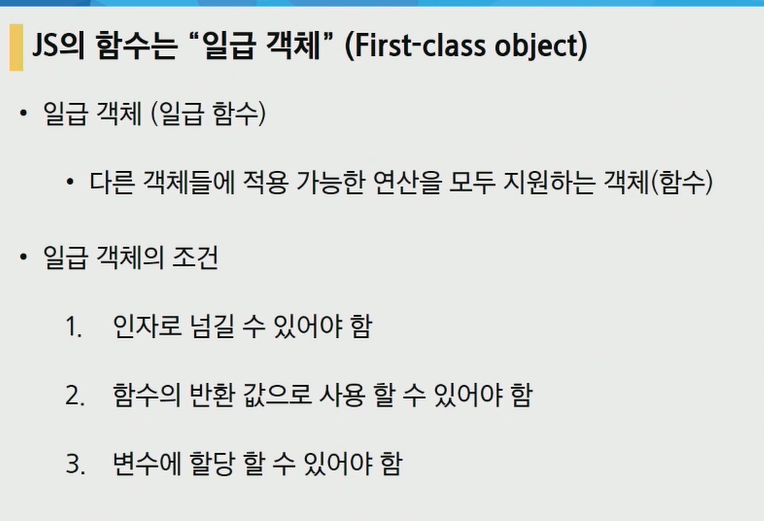 JS의 함수는 “일급 객체” (First-class object)
• 일급 객체 (일급 함수)
• 다른 객체들에 적용 가능한 연산을 모두 지원하는 객체(함수)
• 일급 객체의 조건
1. 인자로 넘길 수 있어야 함
2. 함수의 반환 값으로 사용 할 수 있어야 함
3. 변수에 할당 할 수 있어야 함